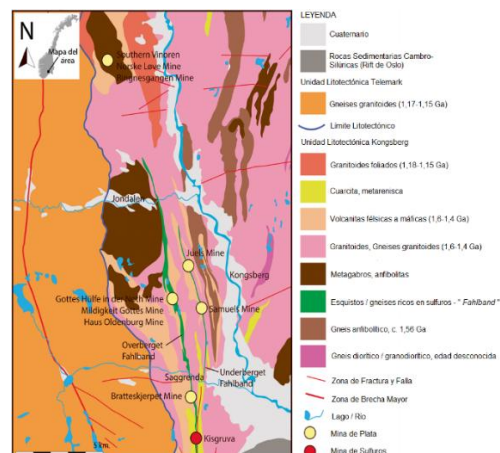 N
Mapa del
área
Southern Vinoren
Norske Løve Mine
Ringnesgangen Mine
Jondalen
Juels Mine
Kongsberg
Gottes Hülfe in der Noth Mine
Mildigkeit Gottes Mine
Haus Oldenburg Mine
Samuels Mine
Overberget
Fahlband
Saggrenda
Underberget
Fahlband
Bratteskjerpet Mine
Kisgruva
5 km.
LEYENDA
Cuaternario
Rocas Sedimentarias Cambro-
Silúricas (Rift de Oslo)
Unidad Litotectónica Telemark
Gneises granitoides (1,17-1,15 Ga)
Límite Litotectónico
Unidad Litotectónica Kongsberg
Granitoides foliados (1,18-1,15 Ga)
Cuarcita, metarenisca
Volcanitas félsicas a máficas (1,6-1,4 Ga)
Granitoides, Gneises granitoides (1,6-1,4 Ga)
Metagabros, anfibolitas
Esquistos / gneises ricos en sulfuros - " Fahlband "
Gneis anfibolítico, c. 1,56 Ga
Gneis diorítico / granodiorítico, edad desconocida
Zona de Fractura y Falla
Zona de Brecha Mayor
Lago / Río
Mina de Plata
Mina de Sulfuros